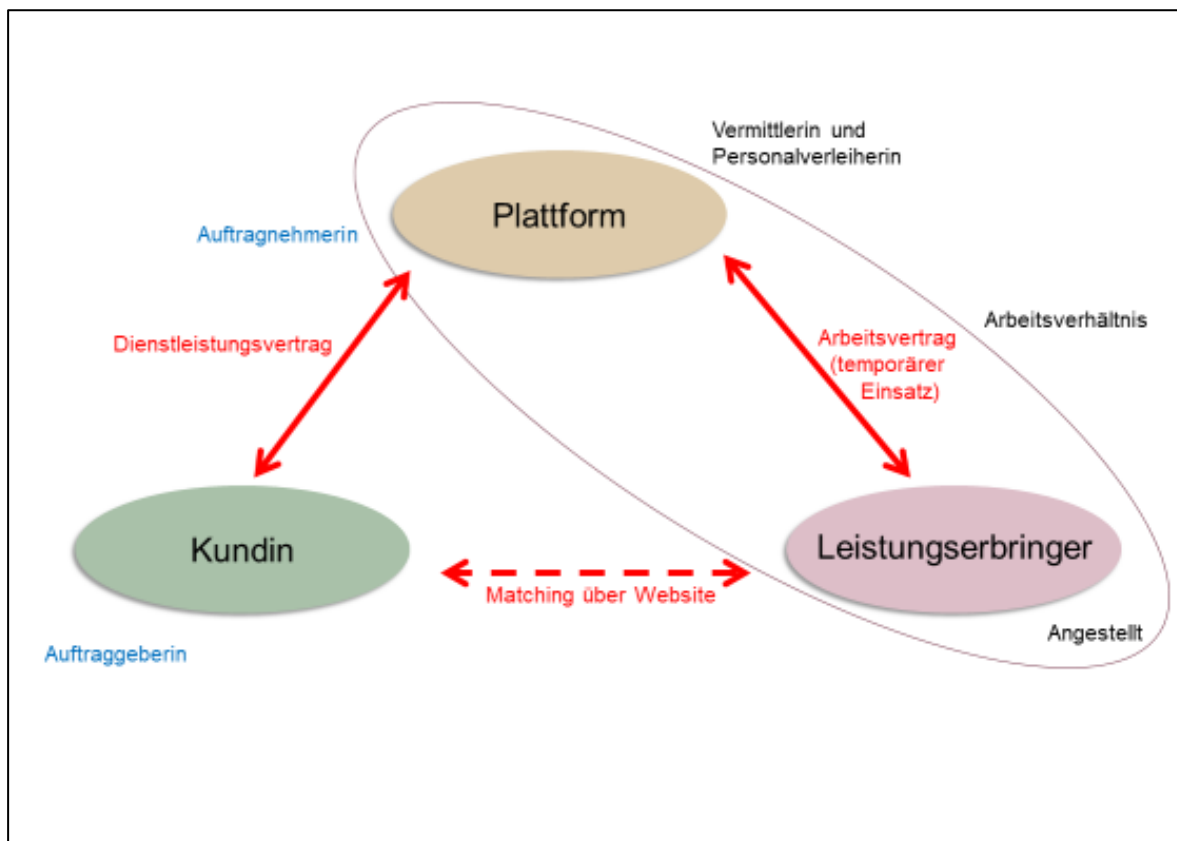 Vermittlerin und
Personalverleiherin
Plattform
Auftragnehmerin
Arbeitsverhältnis
Dienstleistungsvertrag
Arbeitsvertrag
(temporärer
Einsatz)
Kundin
Leistungserbringer
Matching über Website
Angestellt
Auftraggeberin